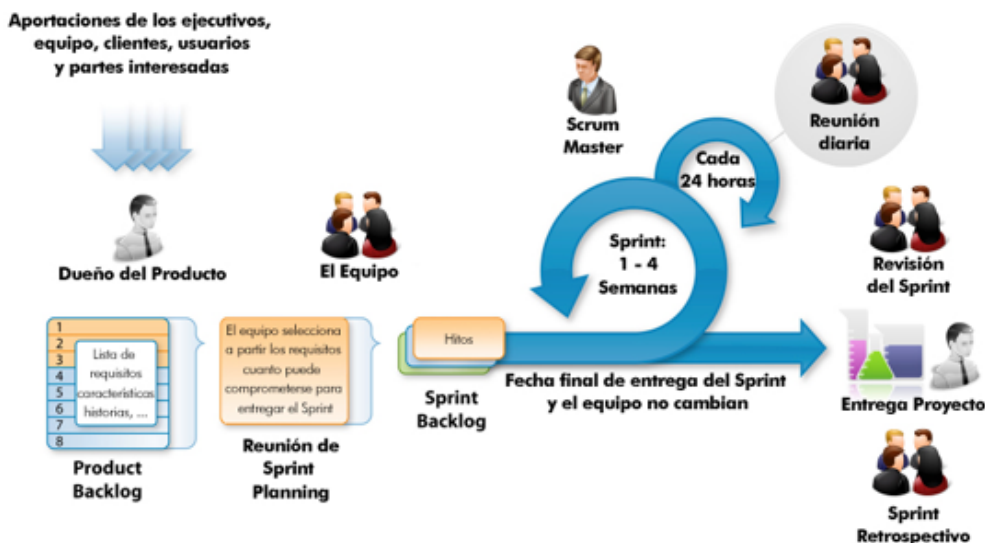 Aportaciones de los ejecutivos,
equipo, clientes, usuarios
y partes interesadas
Dueño del Producto
El Equipo
Scrum
Master
Cada
24 horas
Reunión
diaria
Sprint:
1 - 4
Semanas
Revisión
del Sprint
1
2
3
4
5
6
7
8
Lista de
requisitos
características
historias, ...
Product
Backlog
El equipo selecciona
a partir los requisitos
cuanto puede
comprometerse para
entregar el Sprint
Reunión de
Sprint
Planning
Hitos
Sprint
Backlog
Fecha final de entrega del Sprint
y el equipo no cambian
Entrega Proyecto
Sprint
Retrospectivo